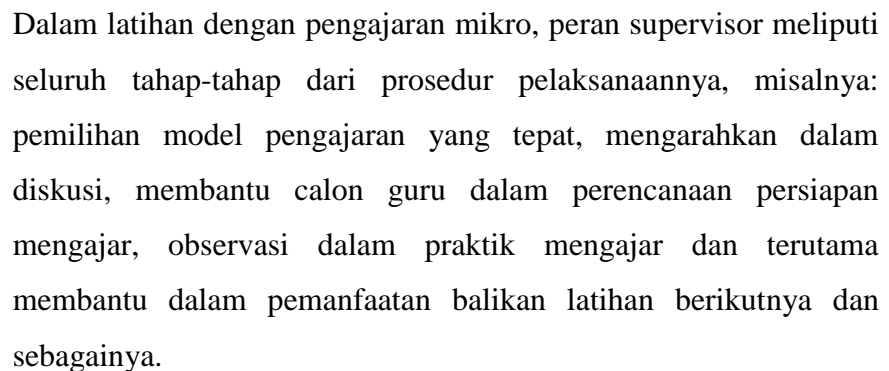 Dalam latihan dengan pengajaran mikro, peran supervisor meliputi
seluruh tahap-tahap dari prosedur pelaksanaannya, misalnya:
pemilihan model pengajaran yang tepat, mengarahkan dalam
diskusi, membantu calon guru dalam perencanaan persiapan
mengajar, observasi dalam praktik mengajar dan terutama
membantu dalam pemanfaatan balikan latihan berikutnya dan
sebagainya.